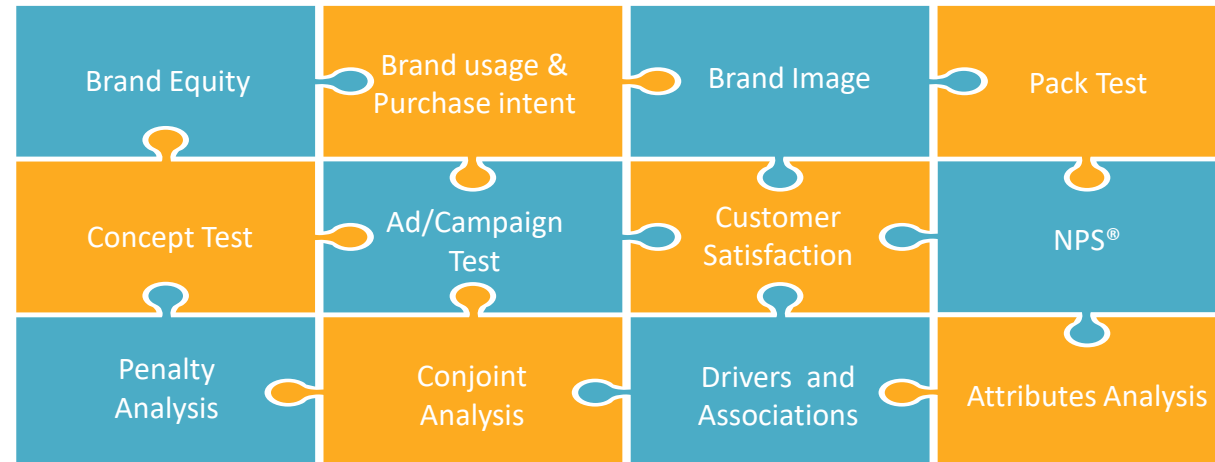 Brand Equity
Brand usage &
Purchase intent
Brand Image
Pack Test
Concept Test
Ad/Campaign
Test
Customer
Satisfaction
NPS®
Penalty
Analysis
Conjoint
Analysis
Drivers and
Associations
Attributes Analysis